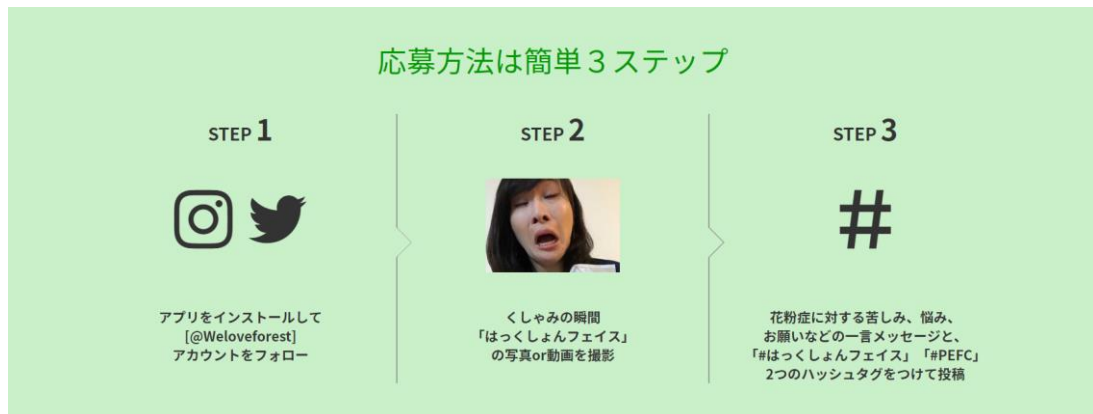 応募方法は簡単３ステップ
STEP 1
アプリをインストールして
[@Weloveforest]
アカウントをフォロー
STEP 2
くしゃみの瞬間
「はっくしょんフェイス」
の写真or動画を撮影
STEP 3
#
花粉症に対する苦しみ、悩み、
お願いなどの一言メッセージと、
「#はっくしょんフェイス」「#PEFC」
2つのハッシュタグをつけて投稿